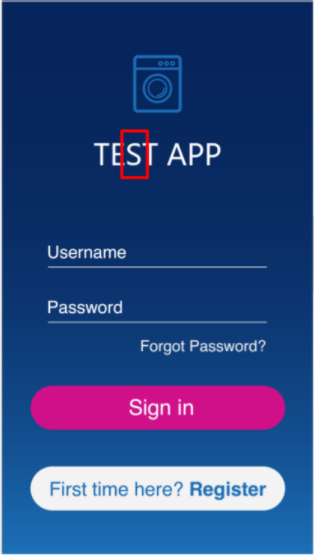 TEST APP
Username
Password
Forgot Password?
Sign in
First time here? Register